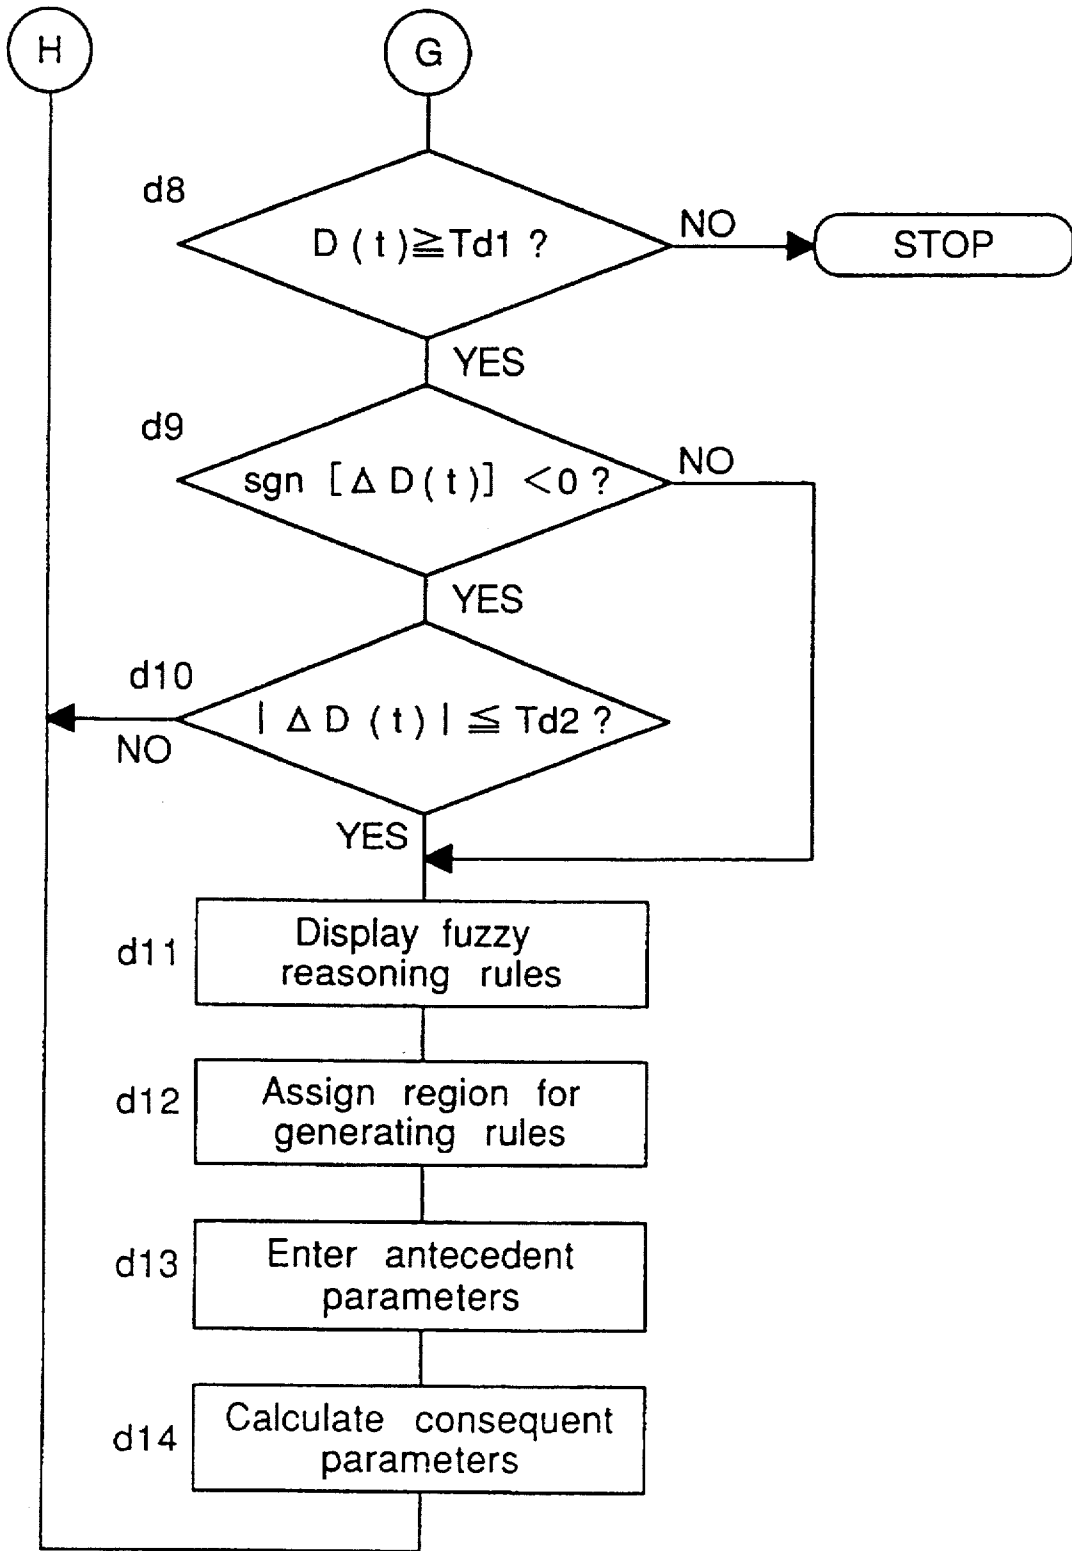 H
G
d8
D (t)≧Td1 ?
NO
STOP
YES
d9
sgn [Δ D(t)] <0 ?
NO
YES
d10
| Δ D (t) | ≦ Td2 ?
NO
YES
d11
Display fuzzy
reasoning rules
d12
Assign region for
generating rules
d13
Enter antecedent
parameters
d14
Calculate consequent
parameters